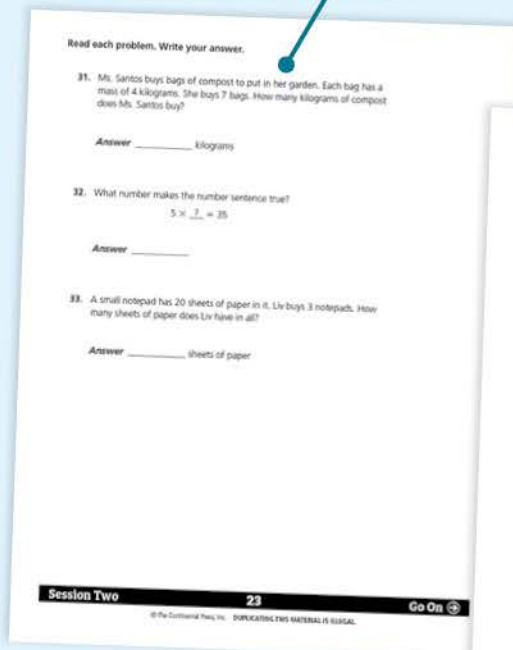 Read each problem. Write your answer.
31. Ms. Santos buys bags of compost to put in her garden. Each bag has a
mass of 4 kilograms. She buys 7 bags. How many kilograms of compost
does Ms. Santos buy?
Answer ________ kilograms
32. What number makes the number sentence true?
5 × ? = 35
Answer ________
33. A small notepad has 20 sheets of paper in it. Liv buys 3 notepads. How
many sheets of paper does Liv have in all?
Answer ________ sheets of paper
Session Two 23 Go On
© The Continental Press, Inc. DUPLICATING THIS MATERIAL IS ILLEGAL.